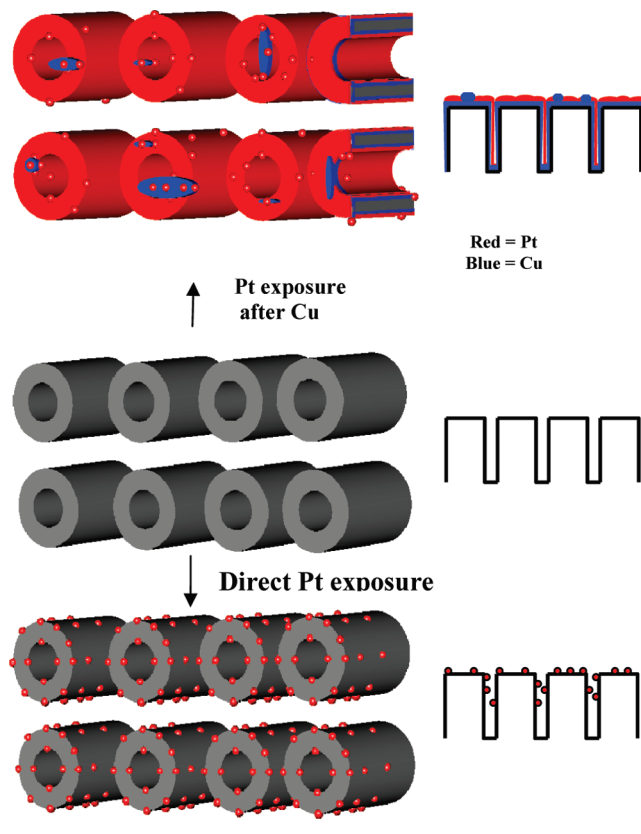 Red = Pt
Blue = Cu
Pt exposure
after Cu
Direct Pt exposure